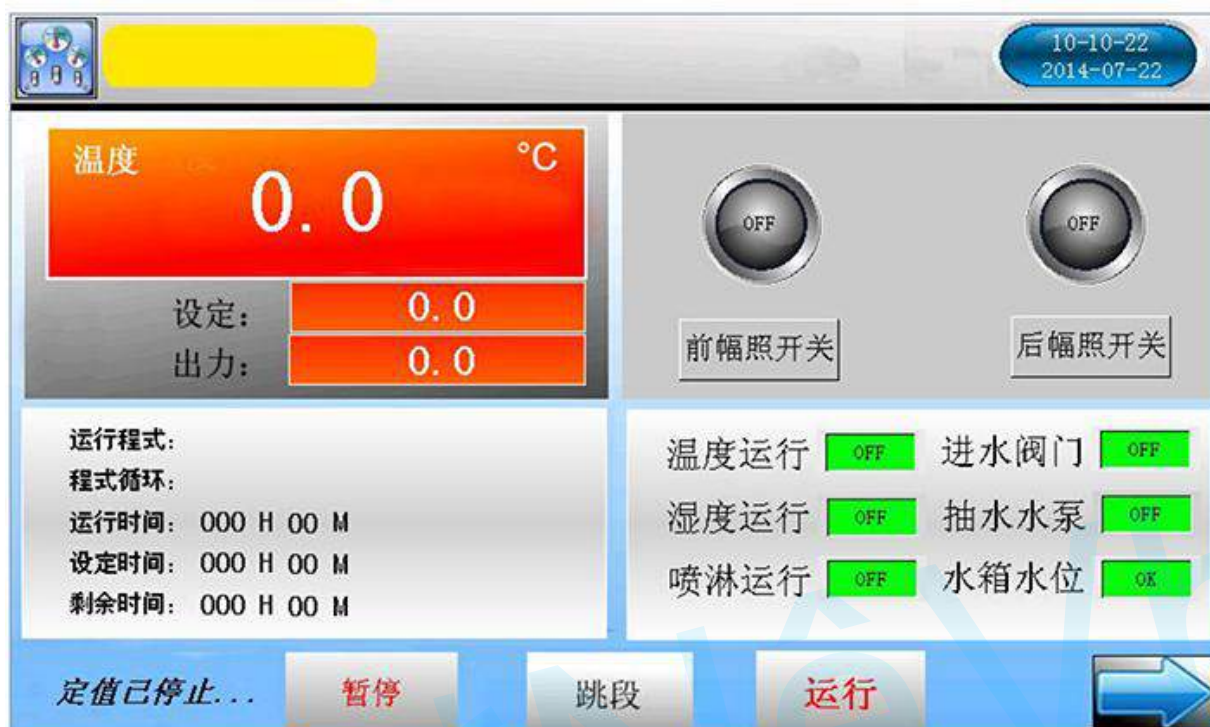 10-10-22
2014-07-22
温度 °C
0.0
设定: 0.0
出力: 0.0
OFF OFF
前幅照开关 后幅照开关
运行程式:
程式循环:
运行时间: 000 H 00 M
设定时间: 000 H 00 M
剩余时间: 000 H 00 M
温度运行 OFF 进水阀门 OFF
湿度运行 OFF 抽水水泵 OFF
喷淋运行 OFF 水箱水位 OK
定值已停止... 暂停 跳段 运行